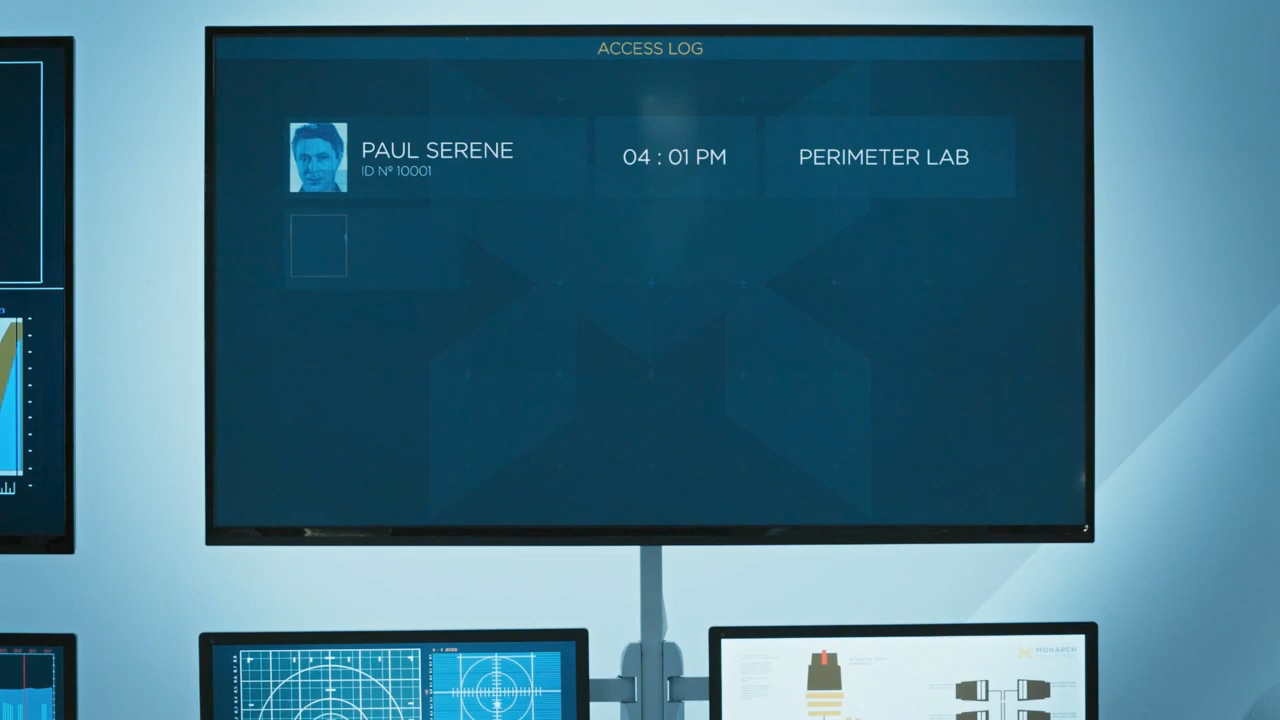 ACCESS LOG
PAUL SERENE
ID Nº 10001
04 : 01 PM
PERIMETER LAB
MONARCH